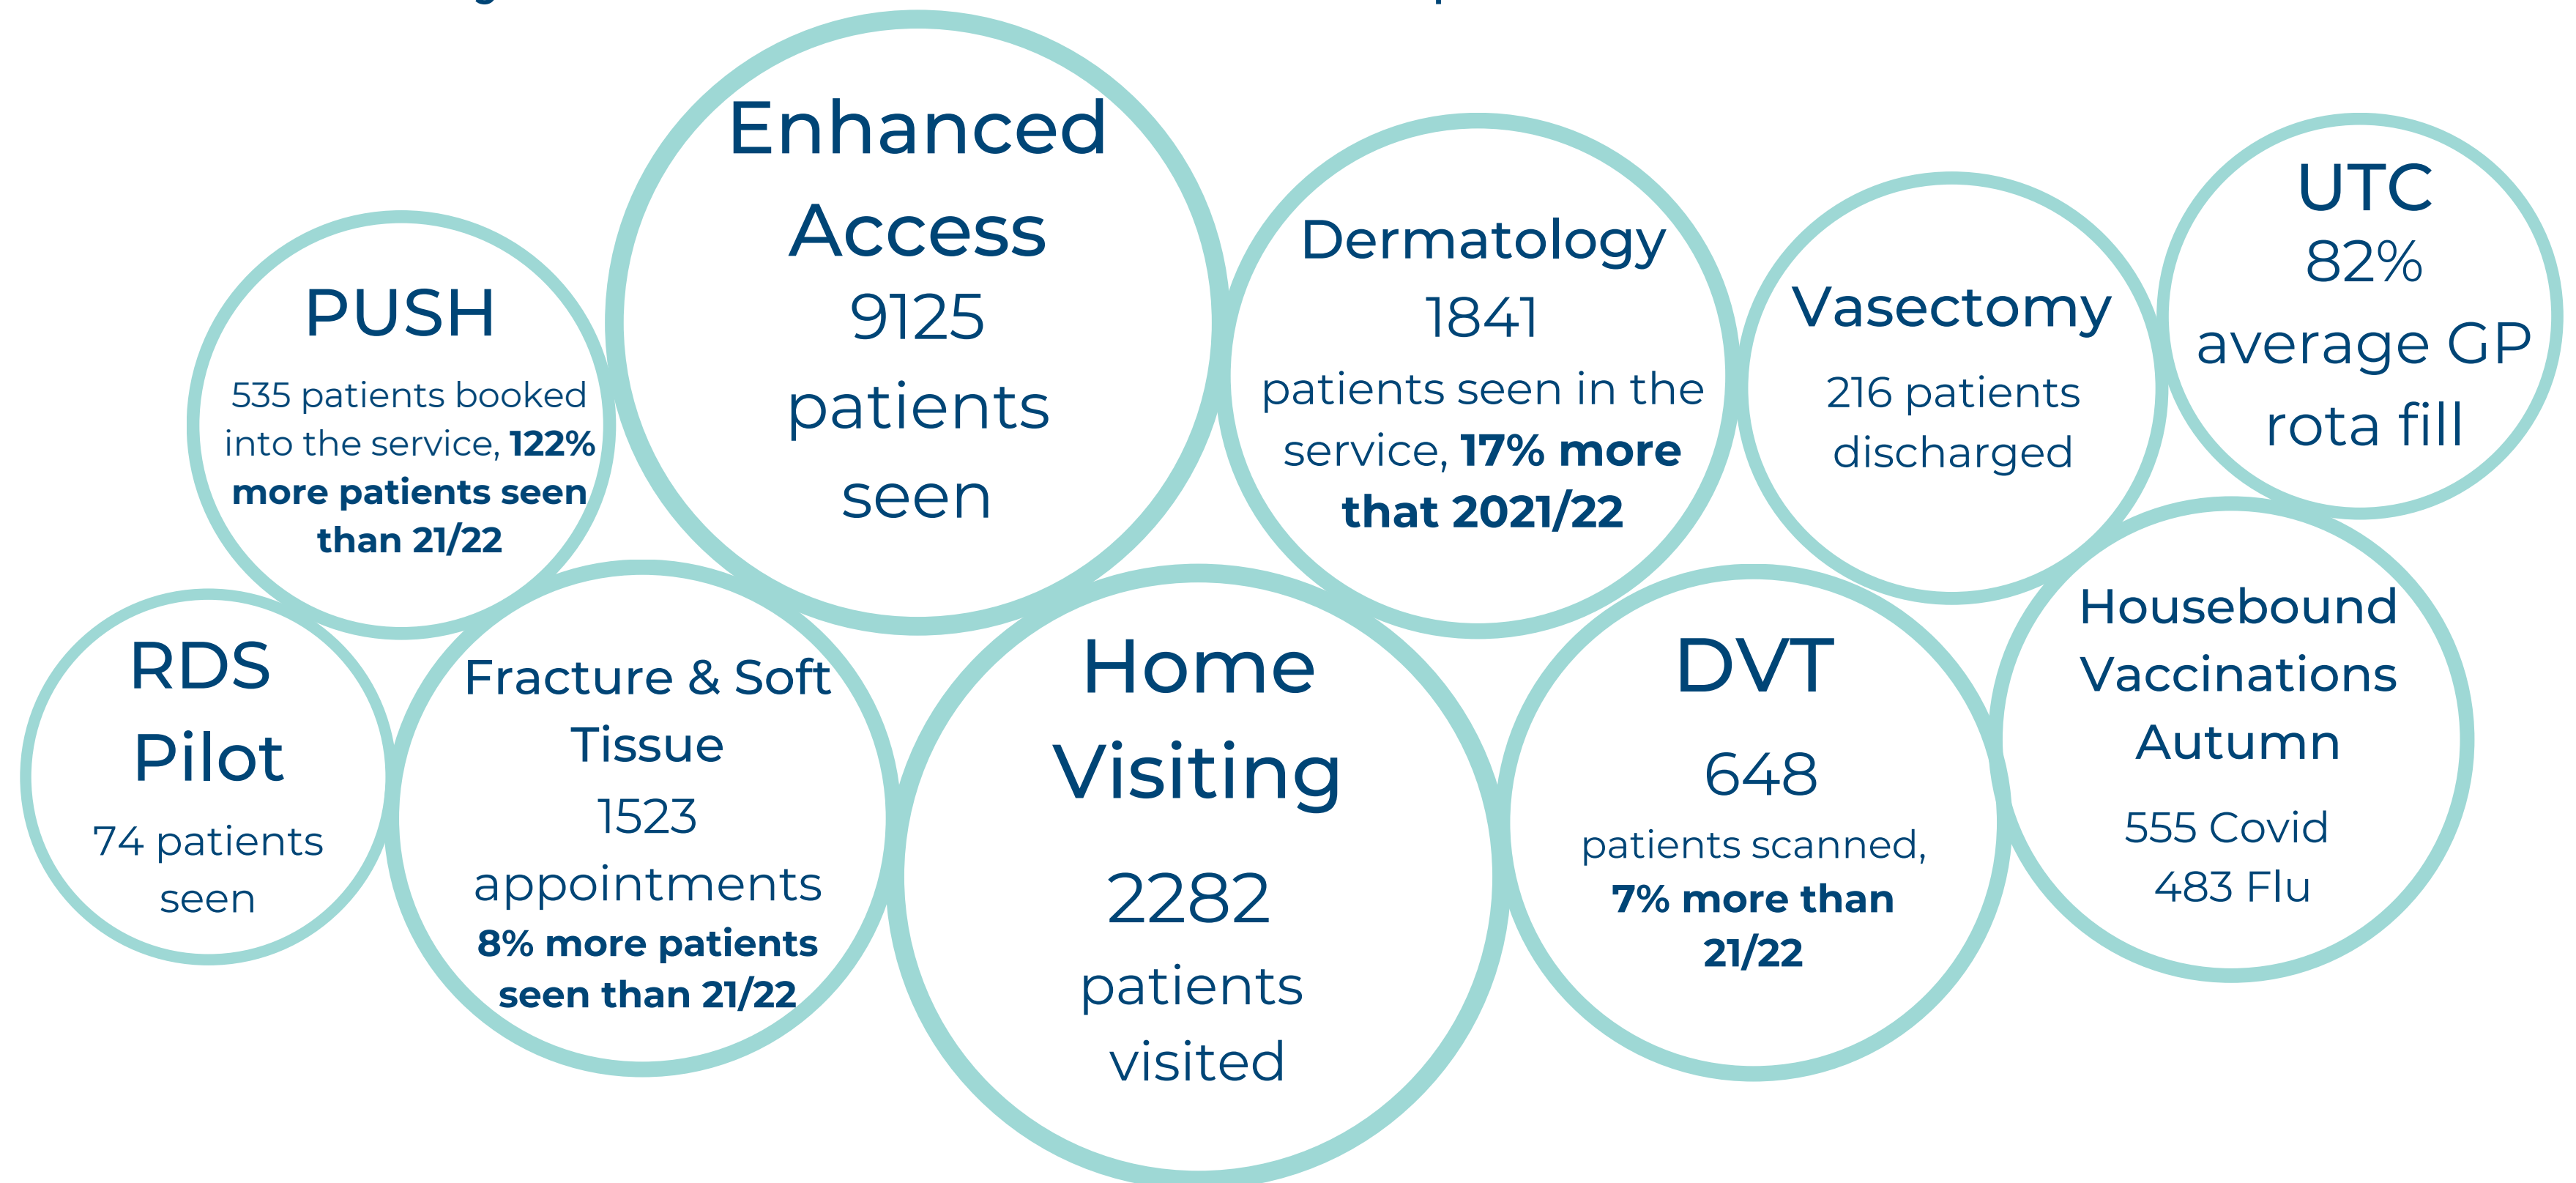 Enhanced
Access
9125
patients
seen
PUSH
535 patients booked
into the service, 122%
more patients seen
than 21/22
Dermatology
1841
patients seen in the
service, 17% more
that 2021/22
Vasectomy
216 patients
discharged
UTC
82%
average GP
rota fill
RDS
Pilot
74 patients
seen
Fracture & Soft
Tissue
1523
appointments
8% more patients
seen than 21/22
Home
Visiting
2282
patients
visited
DVT
648
patients scanned,
7% more than
21/22
Housebound
Vaccinations
Autumn
555 Covid
483 Flu